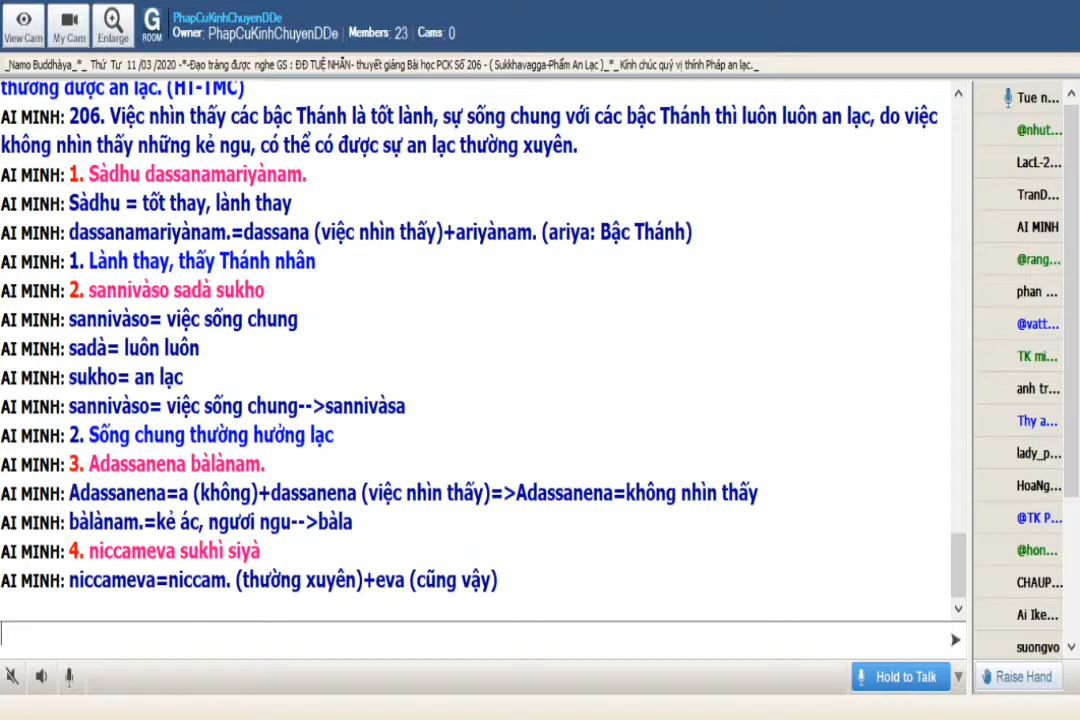 PhapCuKinhChuyenDDe
Owner: PhapCuKinhChuyenDDe | Members: 23 | Cams: 0
View Cam My Cam Enlarge G ROOM
_Namo Buddhàya_*_ Thứ Tư 11 /03 /2020 -*-Đạo tràng được nghe GS : ĐĐ TUỆ NHẪN- thuyết giảng Bài học PCK Số 206 - ( Sukkhavagga-Phẩm An Lạc )_*_Kính chúc quý vị thính Pháp an lạc._
thường được an lạc. (HT-TMC)
AI MINH: 206. Việc nhìn thấy các bậc Thánh là tốt lành, sự sống chung với các bậc Thánh thì luôn luôn an lạc, do việc
không nhìn thấy những kẻ ngu, có thể có được sự an lạc thường xuyên.
AI MINH: 1. Sàdhu dassanamariyànam.
AI MINH: Sàdhu = tốt thay, lành thay
AI MINH: dassanamariyànam.=dassana (việc nhìn thấy)+ariyànam. (ariya: Bậc Thánh)
AI MINH: 1. Lành thay, thấy Thánh nhân
AI MINH: 2. sannivàso sadà sukho
AI MINH: sannivàso= việc sống chung
AI MINH: sadà= luôn luôn
AI MINH: sukho= an lạc
AI MINH: sannivàso= việc sống chung-->sannivàsa
AI MINH: 2. Sống chung thường hưởng lạc
AI MINH: 3. Adassanena bàlànam.
AI MINH: Adassanena=a (không)+dassanena (việc nhìn thấy)=>Adassanena=không nhìn thấy
AI MINH: bàlànam.=kẻ ác, ngươi ngu-->bàla
AI MINH: 4. niccameva sukhì siyà
AI MINH: niccameva=niccam. (thường xuyên)+eva (cũng vậy)
Tue n...
@nhut...
LacL-2...
TranD...
AI MINH
@rang...
phan ...
@vatt...
TK mi...
anh tr...
Thy a...
lady_p...
HoaNg...
@TK P...
@hon...
CHAUP...
Ai Ike...
suongvo
Hold to Talk
Raise Hand